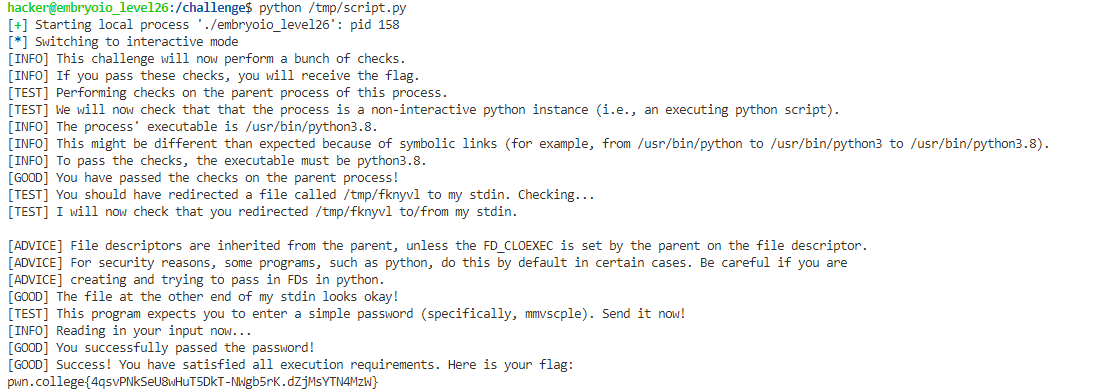 hacker@embryoio_level26:/challenge$ python /tmp/script.py
[+] Starting local process './embryoio_level26': pid 158
[*] Switching to interactive mode
[INFO] This challenge will now perform a bunch of checks.
[INFO] If you pass these checks, you will receive the flag.
[TEST] Performing checks on the parent process of this process.
[TEST] We will now check that that the process is a non-interactive python instance (i.e., an executing python script).
[INFO] The process' executable is /usr/bin/python3.8.
[INFO] This might be different than expected because of symbolic links (for example, from /usr/bin/python to /usr/bin/python3 to /usr/bin/python3.8).
[INFO] To pass the checks, the executable must be python3.8.
[GOOD] You have passed the checks on the parent process!
[TEST] You should have redirected a file called /tmp/fknyvl to my stdin. Checking...
[TEST] I will now check that you redirected /tmp/fknyvl to/from my stdin.
[ADVICE] File descriptors are inherited from the parent, unless the FD_CLOEXEC is set by the parent on the file descriptor.
[ADVICE] For security reasons, some programs, such as python, do this by default in certain cases. Be careful if you are
[ADVICE] creating and trying to pass in FDs in python.
[GOOD] The file at the other end of my stdin looks okay!
[TEST] This program expects you to enter a simple password (specifically, mmvscple). Send it now!
[INFO] Reading in your input now...
[GOOD] You successfully passed the password!
[GOOD] Success! You have satisfied all execution requirements. Here is your flag:
pwn.college{4qsvPNkSeU8wHuT5DkT-NWgb5rK.dZjMsYTN4MzW}